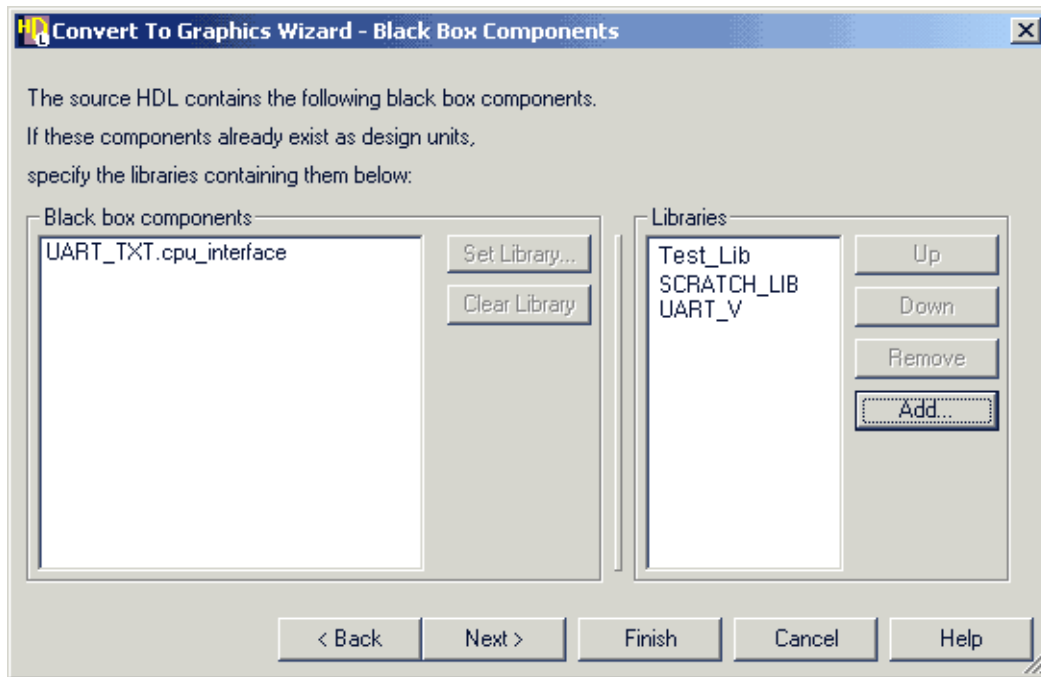 Convert To Graphics Wizard - Black Box Components
The source HDL contains the following black box components.
If these components already exist as design units,
specify the libraries containing them below:
Black box components
UART_TXT.cpu_interface
Set Library...
Clear Library
Libraries
Test_Lib
SCRATCH_LIB
UART_V
Up
Down
Remove
Add...
< Back
Next >
Finish
Cancel
Help